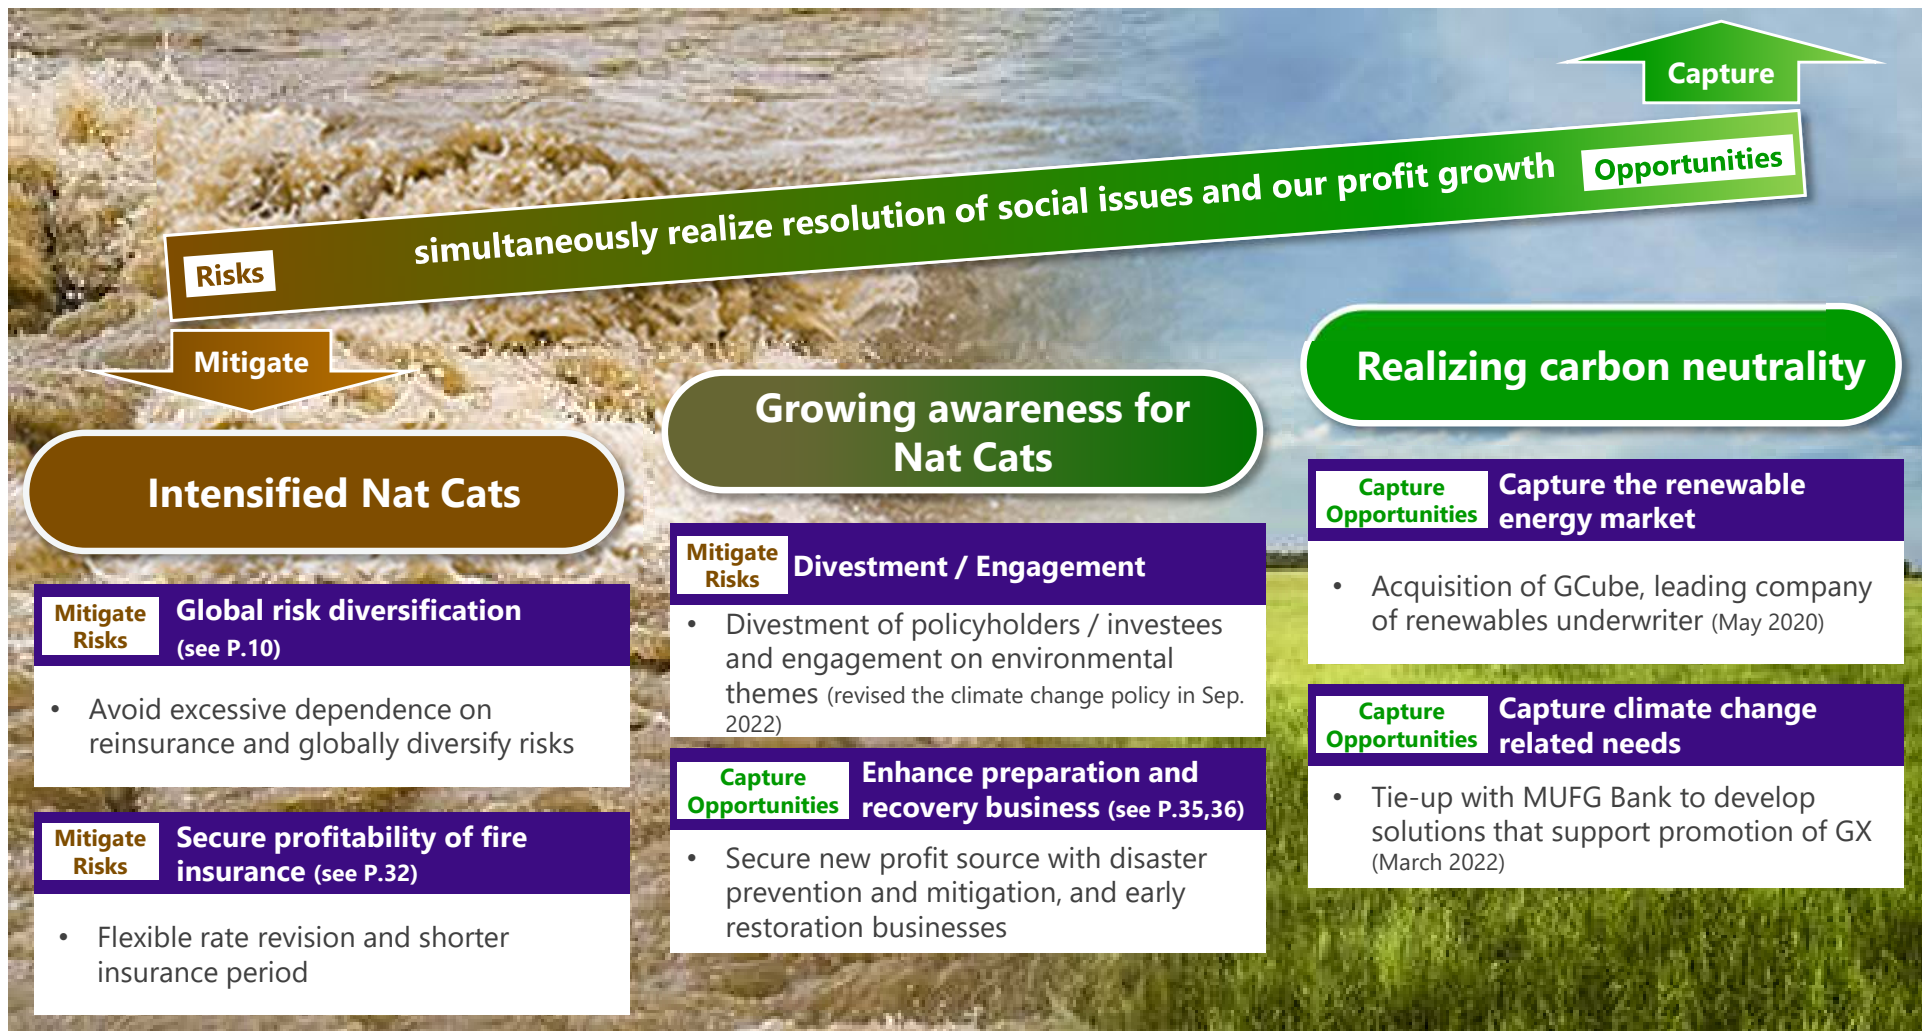 Capture
simultaneously realize resolution of social issues and our profit growth
Opportunities
Risks
Mitigate
Intensified Nat Cats
Mitigate
Risks
Global risk diversification
(see P.10)
• Avoid excessive dependence on
reinsurance and globally diversify risks
Mitigate
Risks
Secure profitability of fire
insurance (see P.32)
• Flexible rate revision and shorter
insurance period
Growing awareness for
Nat Cats
Mitigate
Risks
Divestment / Engagement
• Divestment of policyholders / investees
and engagement on environmental
themes (revised the climate change policy in Sep.
2022)
Capture
Opportunities
Enhance preparation and
recovery business (see P.35,36)
• Secure new profit source with disaster
prevention and mitigation, and early
restoration businesses
Realizing carbon neutrality
Capture
Opportunities
Capture the renewable
energy market
• Acquisition of GCube, leading company
of renewables underwriter (May 2020)
Capture
Opportunities
Capture climate change
related needs
• Tie-up with MUFG Bank to develop
solutions that support promotion of GX
(March 2022)